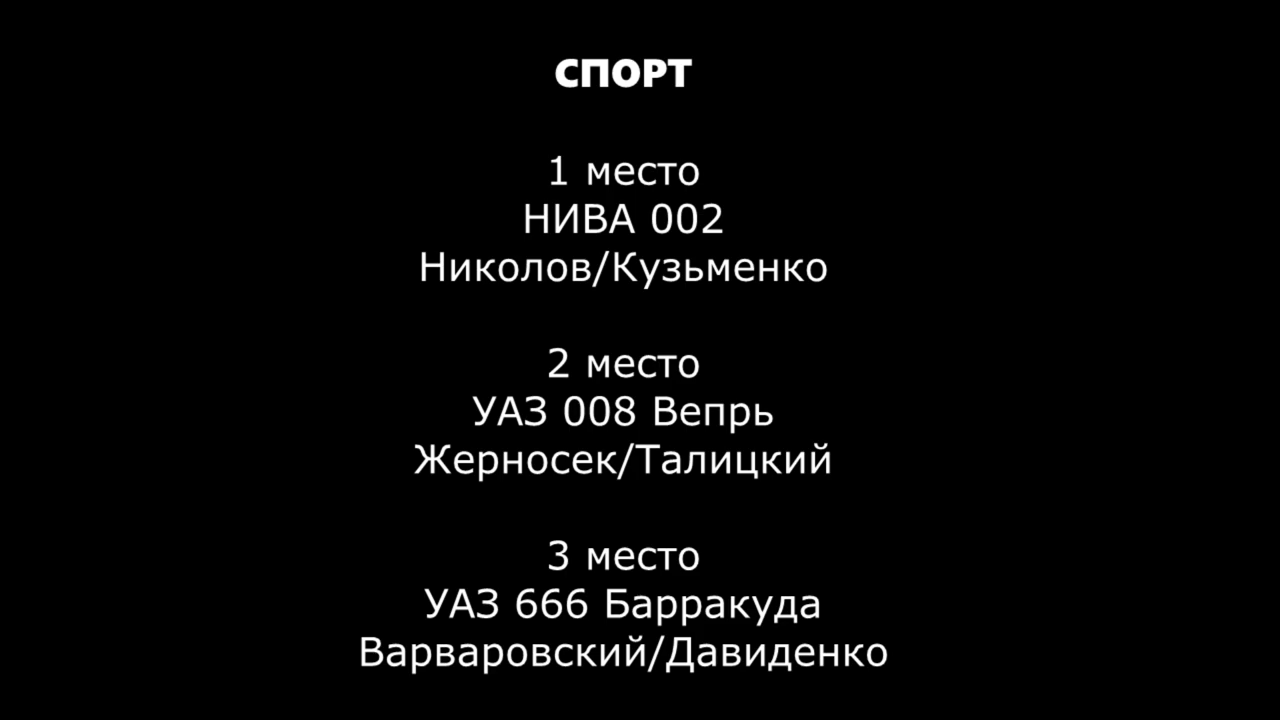 СПОРТ
1 место
НИВА 002
Николов/Кузьменко
2 место
УАЗ 008 Вепрь
Жерносек/Талицкий
3 место
УАЗ 666 Барракуда
Варваровский/Давиденко